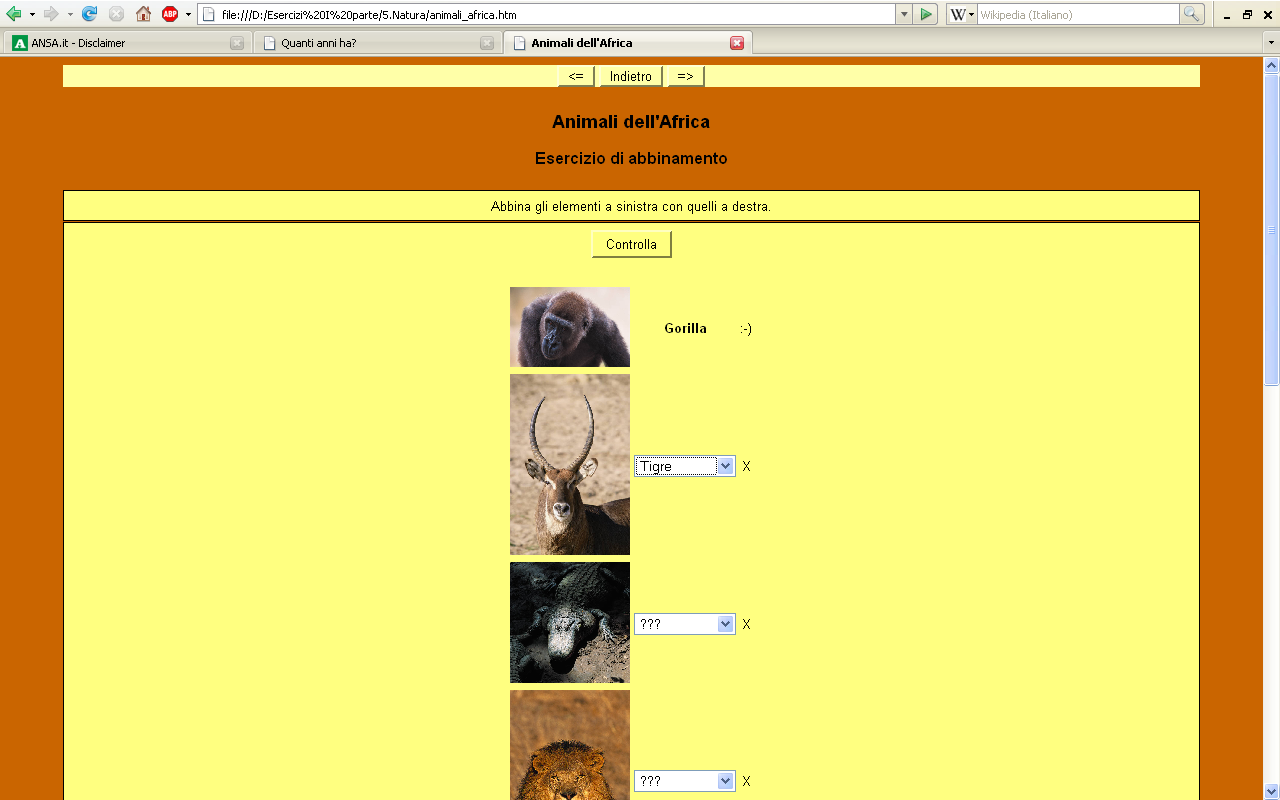 file:///D:/Esercizi%20I%20parte/5.Natura/animali_africa.htm
W Wikipedia (Italiano)
ABP
A ANSA.it - Disclaimer
Quanti anni ha?
Animali dell'Africa
<= Indietro =>
Animali dell'Africa
Esercizio di abbinamento
Abbina gli elementi a sinistra con quelli a destra.
Controlla
Gorilla :-)
Tigre X
??? X
??? X